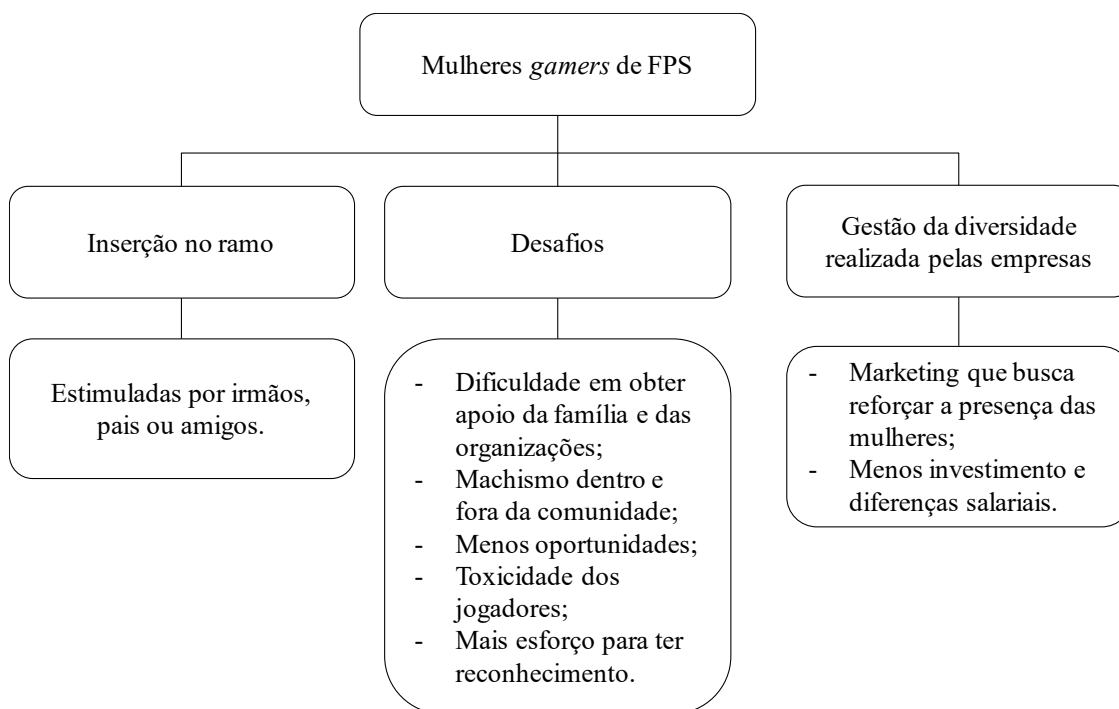 Mulheres gamers de FPS
Inserção no ramo
Estimuladas por irmãos,
pais ou amigos.
Desafios
- Dificuldade em obter
apoio da família e das
organizações;
- Machismo dentro e
fora da comunidade;
- Menos oportunidades;
- Toxicidade dos
jogadores;
- Mais esforço para ter
reconhecimento.
Gestão da diversidade
realizada pelas empresas
- Marketing que busca
reforçar a presença das
mulheres;
- Menos investimento e
diferenças salariais.